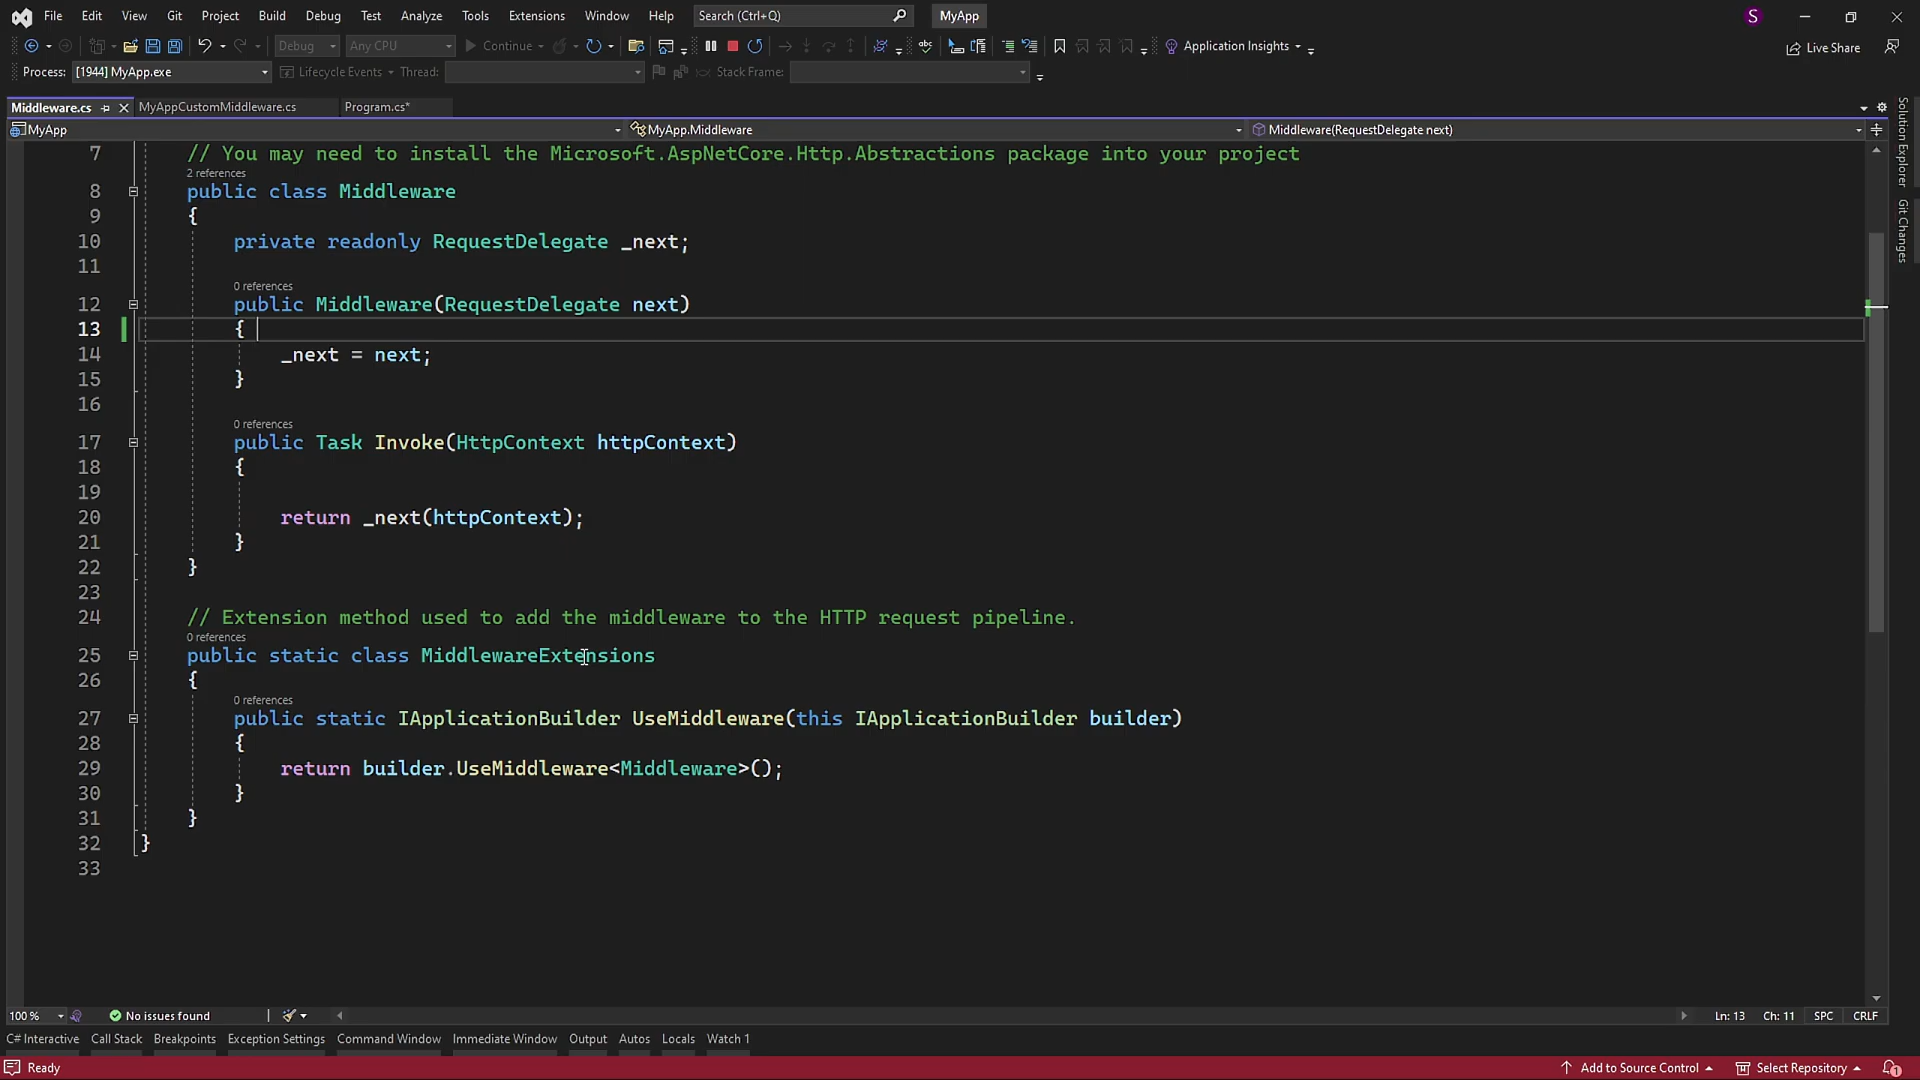 File Edit View Git Project Build Debug Test Analyze Tools Extensions Window Help Search (Ctrl+Q) MyApp S
Debug Any CPU Continue Application Insights Live Share
Process: [1944] MyApp.exe Lifecycle Events Thread: Stack Frame:
Middleware.cs MyAppCustomMiddleware.cs Program.cs*
MyApp MyApp.Middleware Middleware(RequestDelegate next)
7 // You may need to install the Microsoft.AspNetCore.Http.Abstractions package into your project
2 references
8 public class Middleware
9 {
10 private readonly RequestDelegate _next;
11
0 references
12 public Middleware(RequestDelegate next)
13 {
14 _next = next;
15 }
16
0 references
17 public Task Invoke(HttpContext httpContext)
18 {
19
20 return _next(httpContext);
21 }
22 }
23
24 // Extension method used to add the middleware to the HTTP request pipeline.
0 references
25 public static class MiddlewareExtensions
26 {
0 references
27 public static IApplicationBuilder UseMiddleware(this IApplicationBuilder builder)
28 {
29 return builder.UseMiddleware<Middleware>();
30 }
31 }
32 }
33
Solution Explorer
Git Changes
100 % No issues found Ln: 13 Ch: 11 SPC CRLF
C# Interactive Call Stack Breakpoints Exception Settings Command Window Immediate Window Output Autos Locals Watch 1
Ready Add to Source Control Select Repository 1